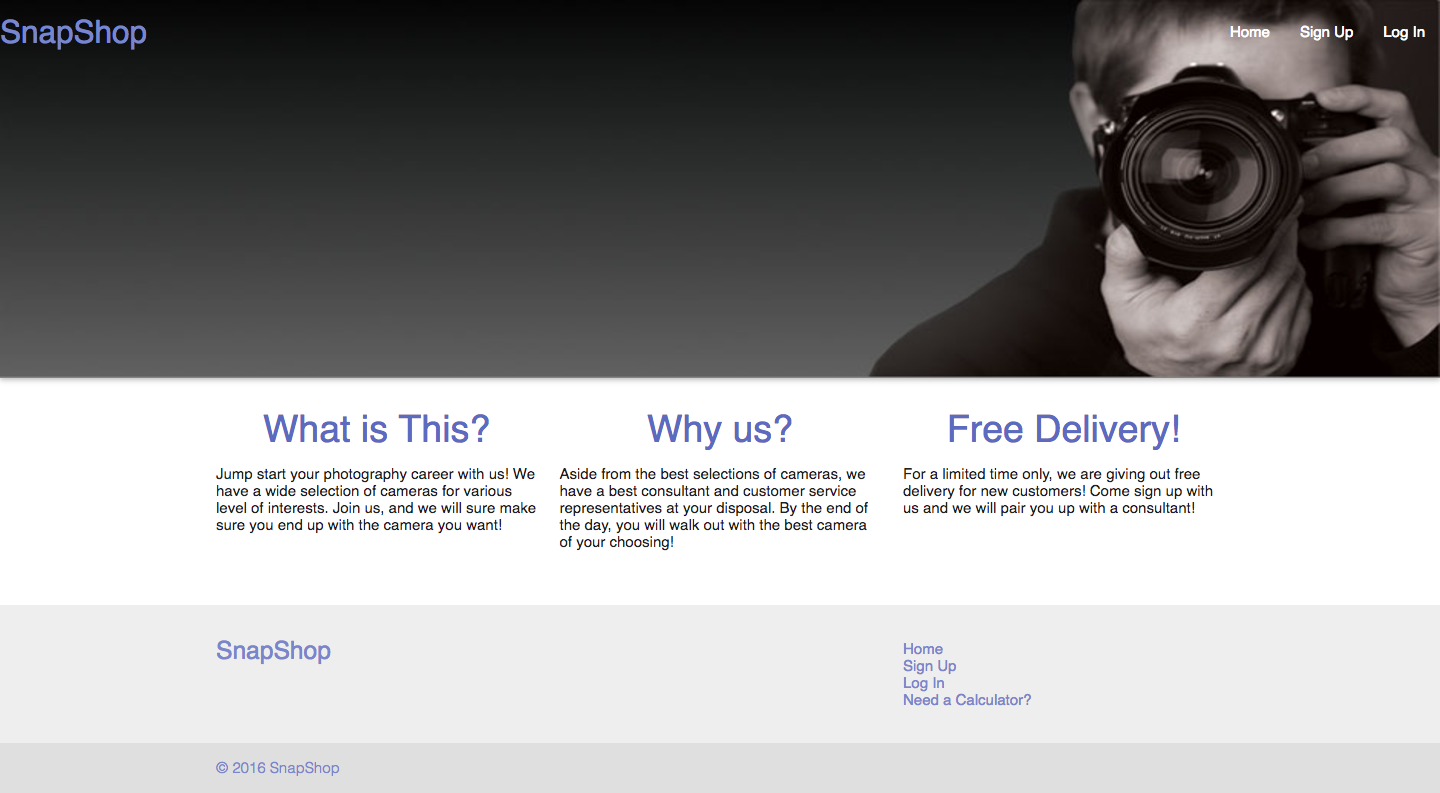 SnapShop
Home Sign Up Log In
What is This?
Jump start your photography career with us! We
have a wide selection of cameras for various
level of interests. Join us, and we will sure make
sure you end up with the camera you want!
Why us?
Aside from the best selections of cameras, we
have a best consultant and customer service
representatives at your disposal. By the end of
the day, you will walk out with the best camera
of your choosing!
Free Delivery!
For a limited time only, we are giving out free
delivery for new customers! Come sign up with
us and we will pair you up with a consultant!
SnapShop
Home
Sign Up
Log In
Need a Calculator?
© 2016 SnapShop